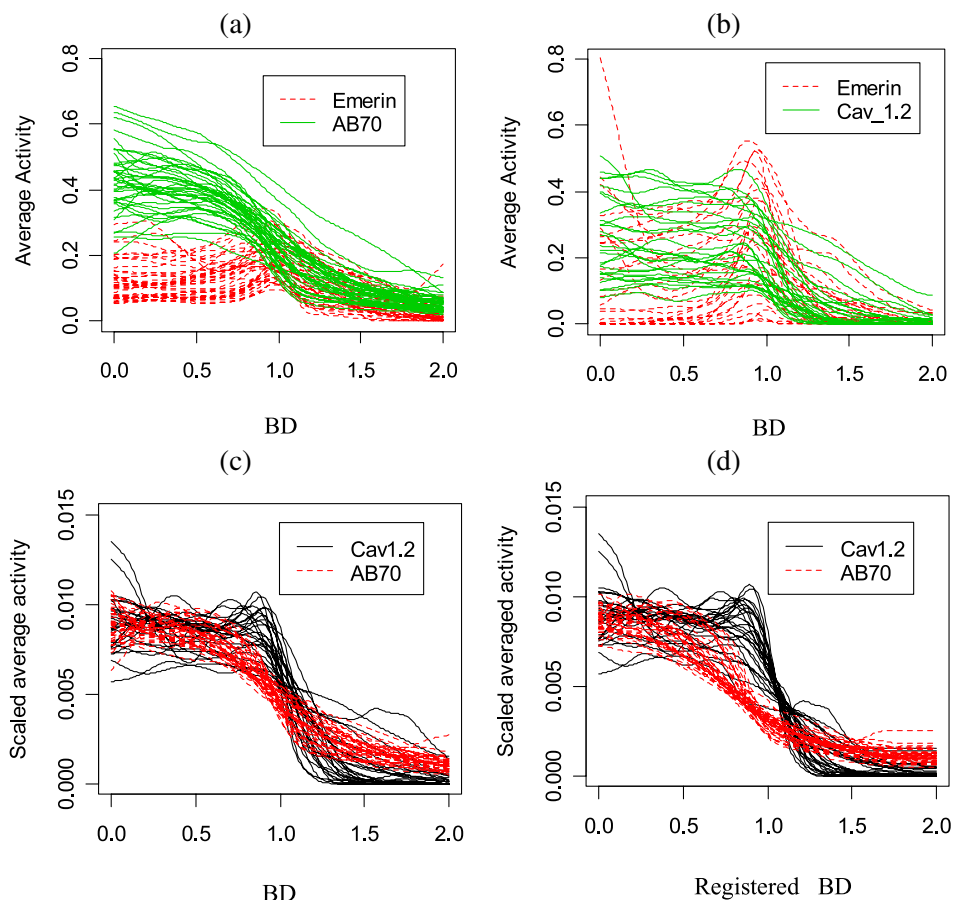 (a)
Average Activity
0.8
0.6
0.4
0.2
0.0
Emerin
AB70
0.0 0.5 1.0 1.5 2.0
BD
(b)
Average Activity
0.8
0.6
0.4
0.2
0.0
Emerin
Cav_1.2
0.0 0.5 1.0 1.5 2.0
BD
(c)
Scaled average activity
0.015
0.010
0.005
0.000
Cav1.2
AB70
0.0 0.5 1.0 1.5 2.0
BD
(d)
Scaled averaged activity
0.015
0.010
0.005
0.000
Cav1.2
AB70
0.0 0.5 1.0 1.5 2.0
Registered BD